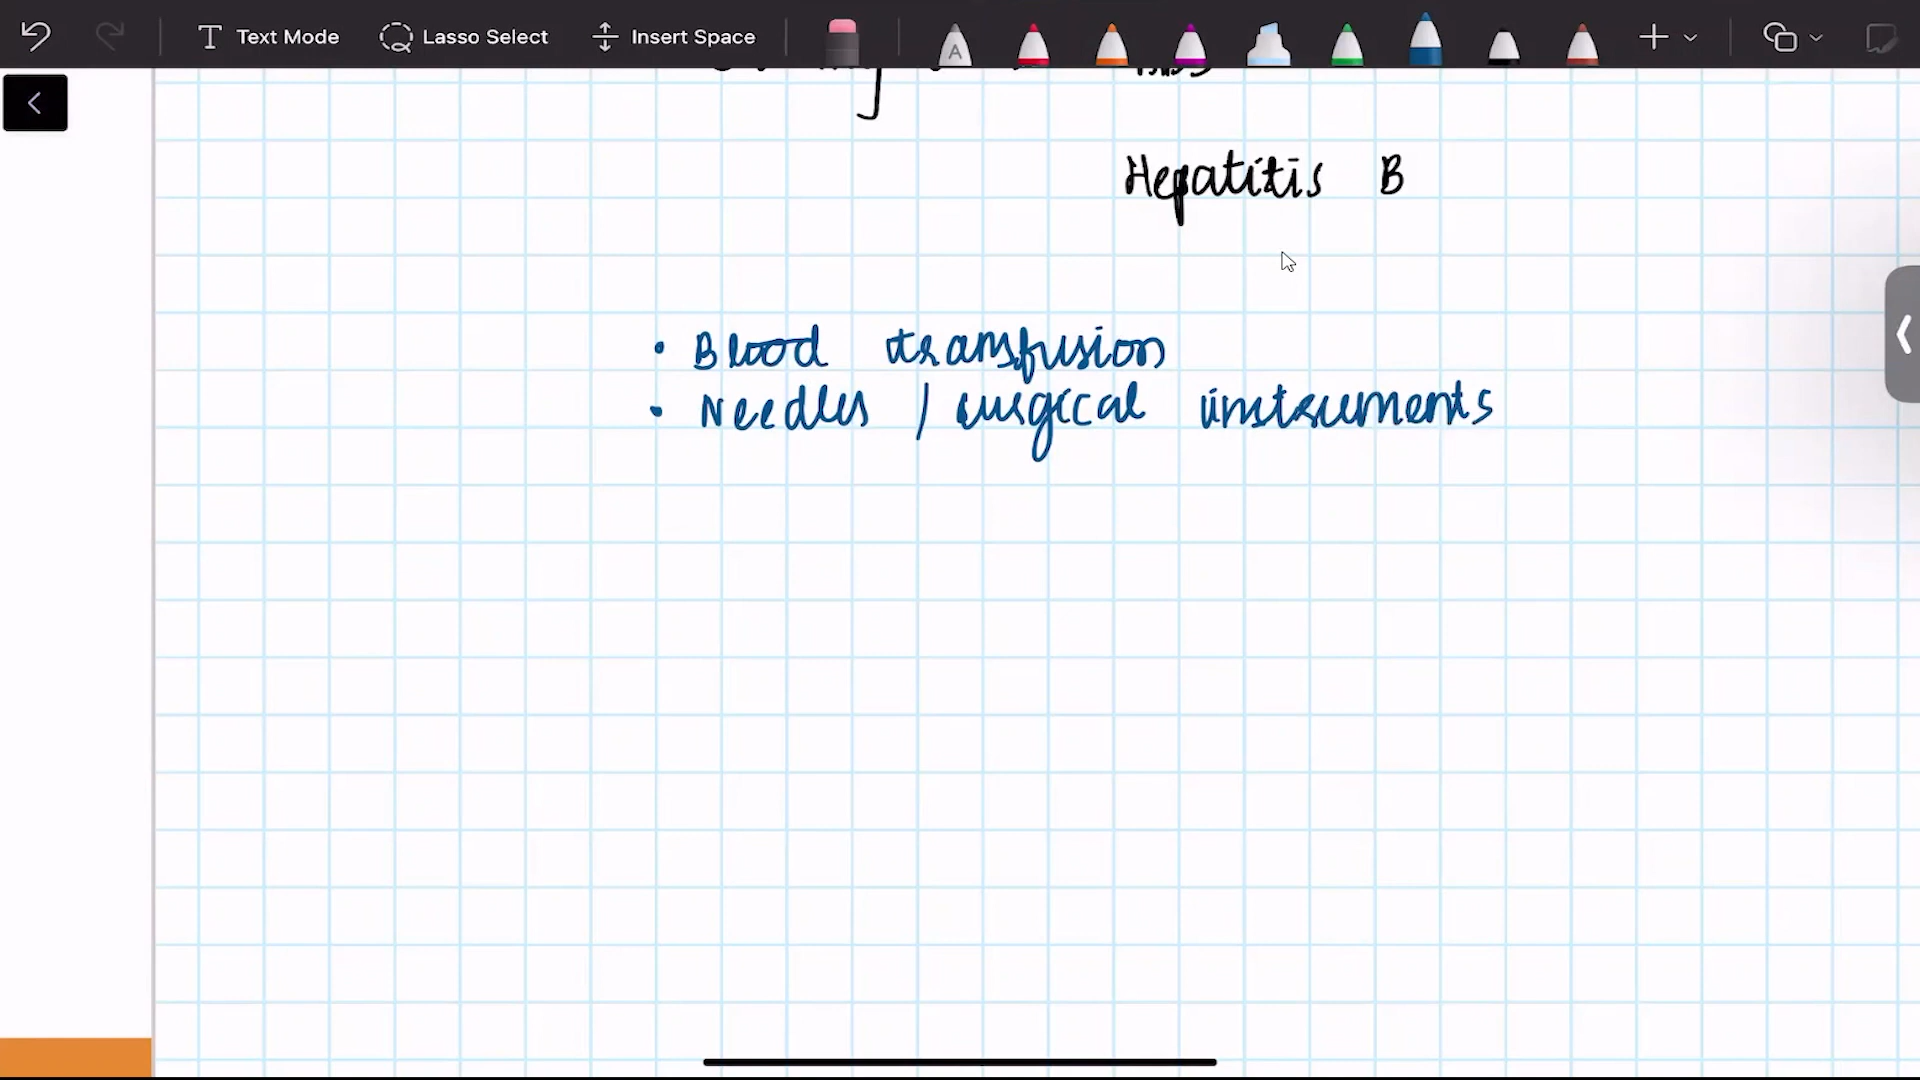 Text Mode Lasso Select Insert Space
Hepatitis B
• Blood transfusion
• Needles / surgical instruments